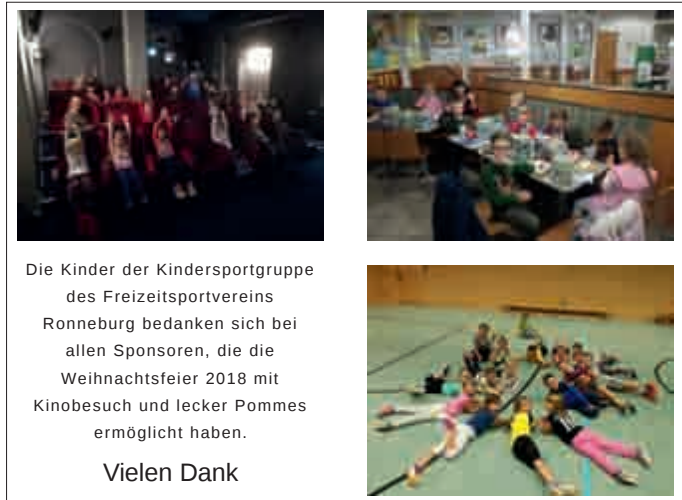 Die Kinder der Kindersportgruppe
des Freizeitsportvereins
Ronneburg bedanken sich bei
allen Sponsoren, die die
Weihnachtsfeier 2018 mit
Kinobesuch und lecker Pommes
ermöglicht haben.
Vielen Dank